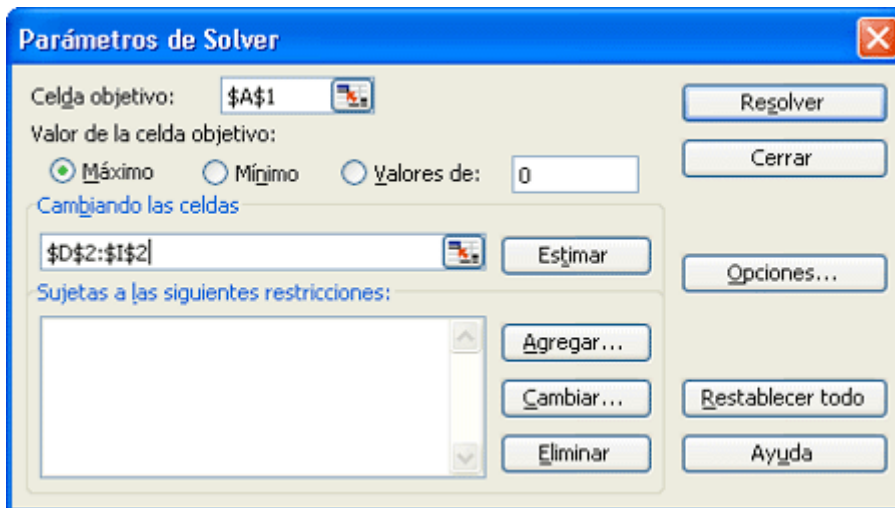 Parámetros de Solver
Celda objetivo: $A$1
Resolver
Valor de la celda objetivo:
Máximo Mínimo Valores de: 0
Cerrar
Cambiando las celdas
$D$2:$I$2 Estimar
Opciones...
Sujetas a las siguientes restricciones:
Agregar...
Cambiar...
Restablecer todo
Eliminar
Ayuda